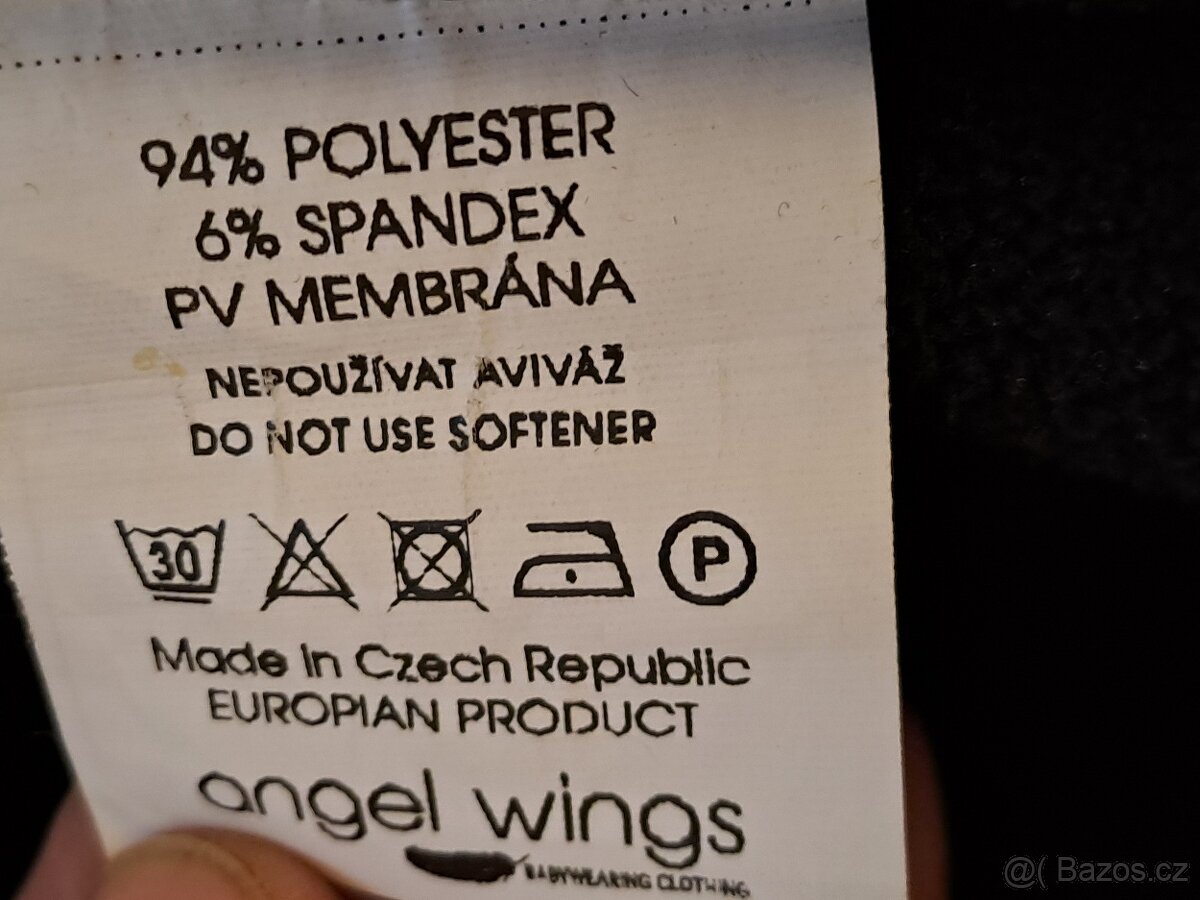 94% POLYESTER
6% SPANDEX
PV MEMBRÁNA
NEPOUŽÍVAT AVIVÁŽ
DO NOT USE SOFTENER
30
P
Made in Czech Republic
EUROPIAN PRODUCT
angel wings
BABYWEARING CLOTHING
@( Bazos.cz